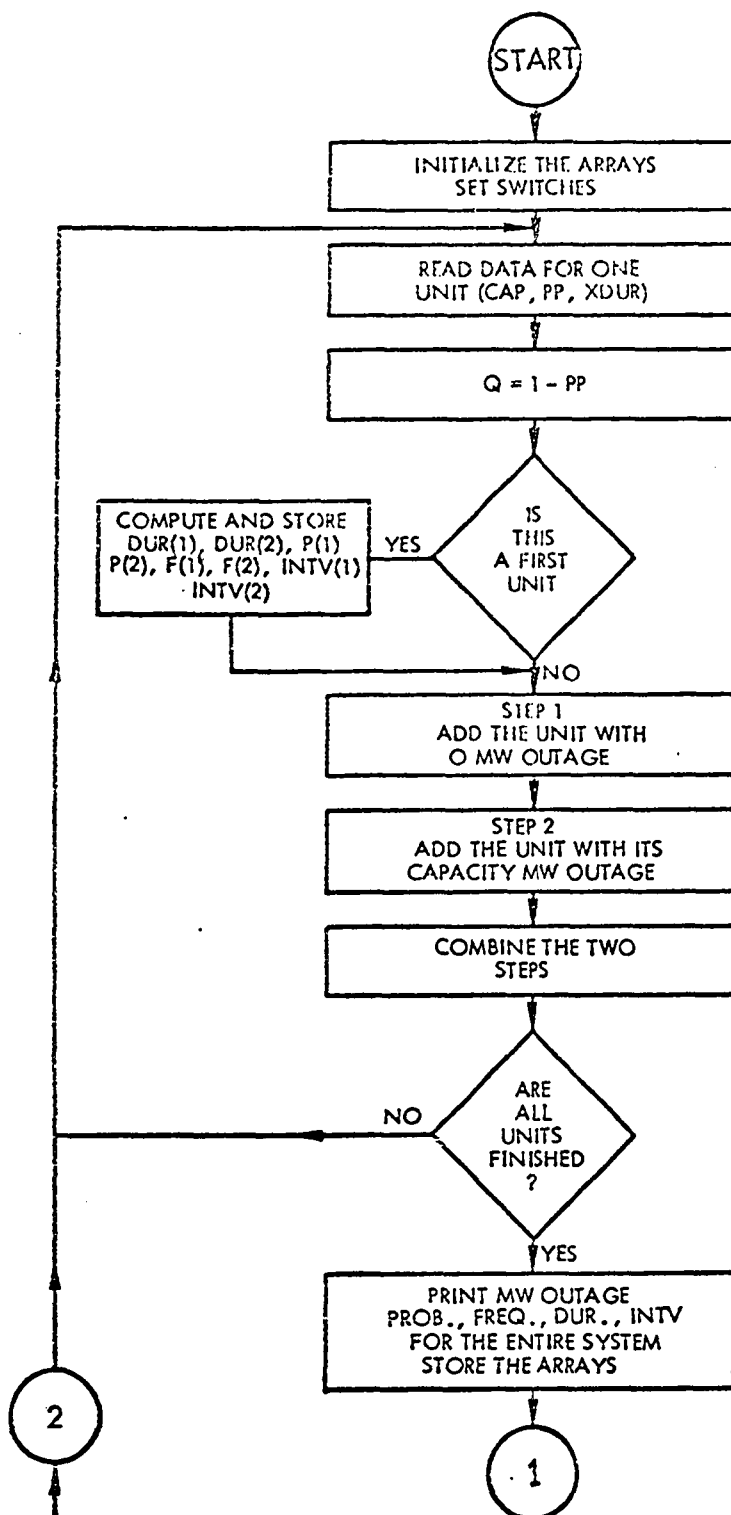 START
INITIALIZE THE ARRAYS
SET SWITCHES
READ DATA FOR ONE
UNIT (CAP, PP, XDUR)
Q = 1 - PP
IS
THIS
A FIRST
UNIT
YES
COMPUTE AND STORE
DUR(1), DUR(2), P(1)
P(2), F(1), F(2), INTV(1)
INTV(2)
NO
STEP 1
ADD THE UNIT WITH
O MW OUTAGE
STEP 2
ADD THE UNIT WITH ITS
CAPACITY MW OUTAGE
COMBINE THE TWO
STEPS
ARE
ALL
UNITS
FINISHED
?
NO
YES
PRINT MW OUTAGE
PROB., FREQ., DUR., INTV
FOR THE ENTIRE SYSTEM
STORE THE ARRAYS
2
1